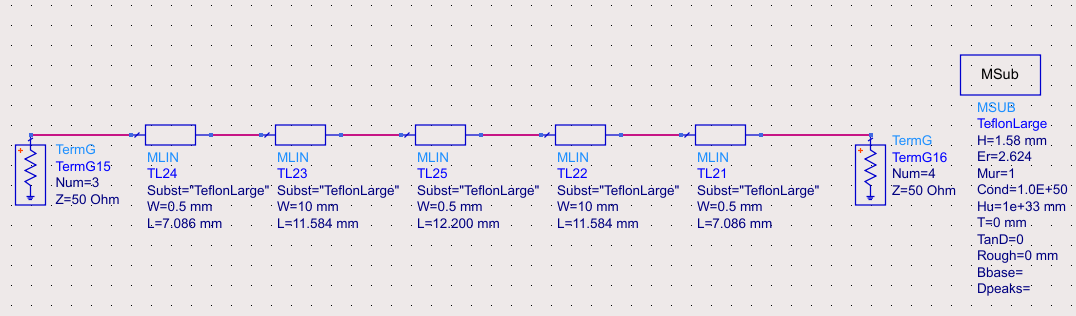 MSub
MSUB
TeflonLarge
H=1.58 mm
Er=2.624
Mur=1
Cond=1.0E+50
Hu=1e+33 mm
T=0 mm
TanD=0
Rough=0 mm
Bbase=
Dpeaks=
+
TermG
TermG15
Num=3
Z=50 Ohm
MLIN
TL24
Subst="TeflonLarge"
W=0.5 mm
L=7.086 mm
MLIN
TL23
Subst="TeflonLarge"
W=10 mm
L=11.584 mm
MLIN
TL25
Subst="TeflonLarge"
W=0.5 mm
L=12.200 mm
MLIN
TL22
Subst="TeflonLarge"
W=10 mm
L=11.584 mm
MLIN
TL21
Subst="TeflonLarge"
W=0.5 mm
L=7.086 mm
+
TermG
TermG16
Num=4
Z=50 Ohm